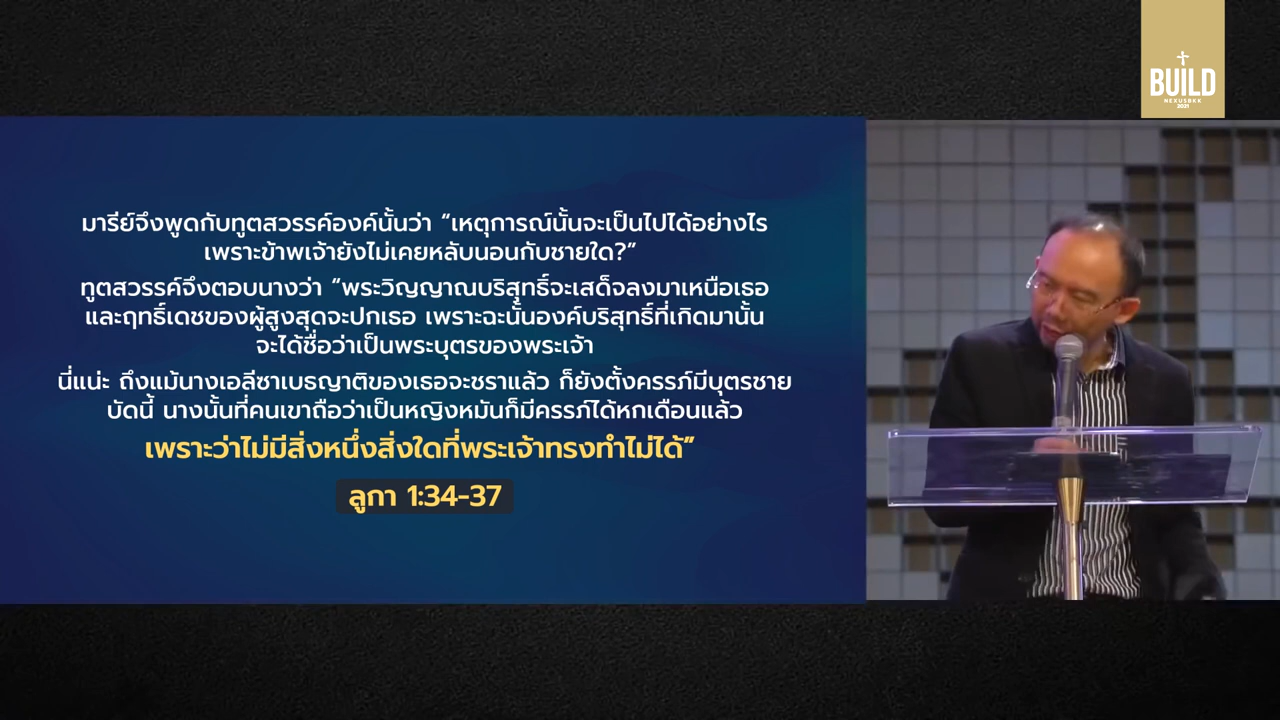 BUILD
NEXUSBKK
2021
มารีย์จึงพูดกับทูตสวรรค์องค์นั้นว่า “เหตุการณ์นั้นจะเป็นไปได้อย่างไร
เพราะข้าพเจ้ายังไม่เคยหลับนอนกับชายใด?”
ทูตสวรรค์จึงตอบนางว่า “พระวิญญาณบริสุทธิ์จะเสด็จลงมาเหนือเธอ
และฤทธิ์เดชของผู้สูงสุดจะปกเธอ เพราะฉะนั้นองค์บริสุทธิ์ที่เกิดมานั้น
จะได้ชื่อว่าเป็นพระบุตรของพระเจ้า
นี่แน่ะ ถึงแม้นางเอลีซาเบธญาติของเธอจะชราแล้ว ก็ยังตั้งครรภ์มีบุตรชาย
บัดนี้ นางนั้นที่คนเขาถือว่าเป็นหญิงหมันก็มีครรภ์ได้หกเดือนแล้ว
เพราะว่าไม่มีสิ่งหนึ่งสิ่งใดที่พระเจ้าทรงทำไม่ได้”
ลูกา 1:34-37